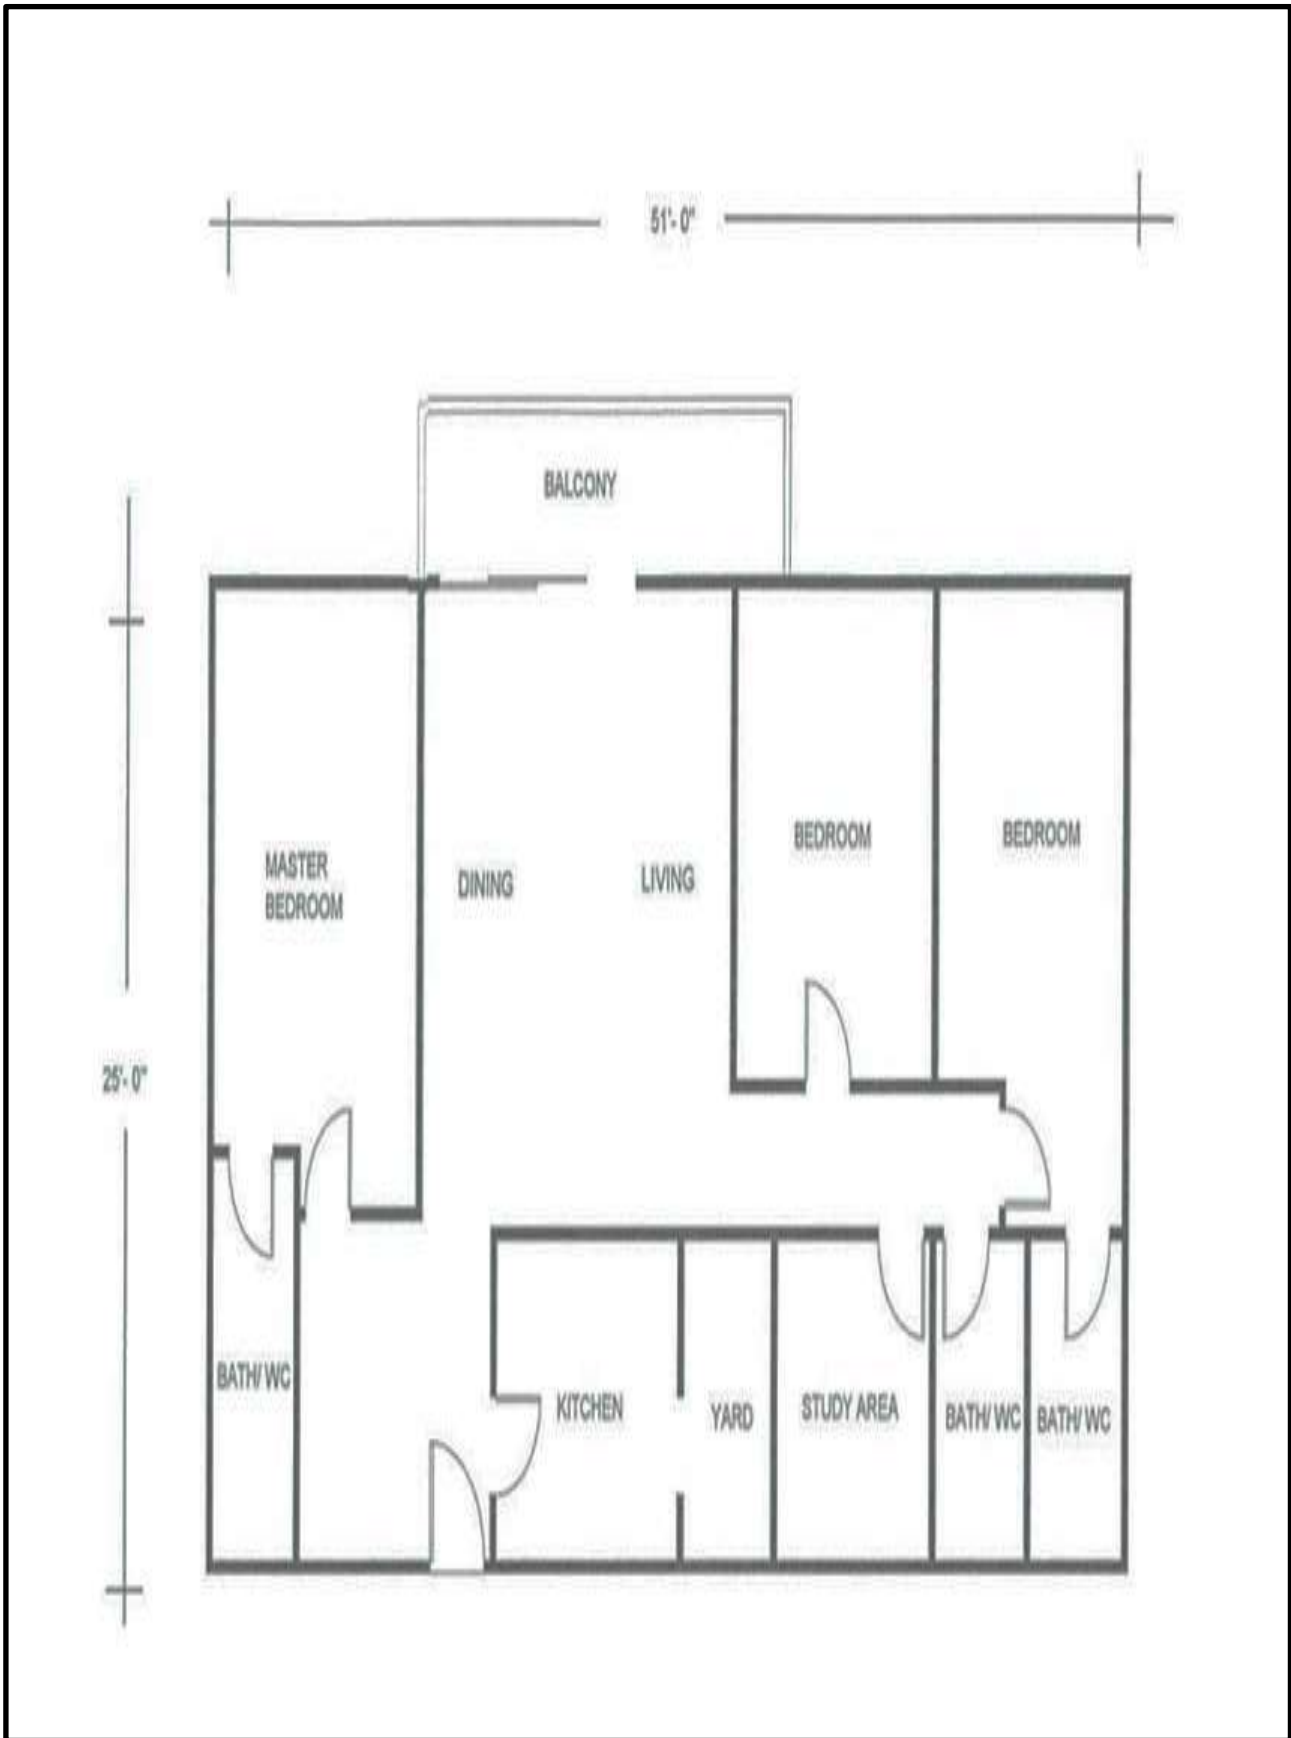 51'- 0"
BALCONY
BEDROOM
BEDROOM
MASTER
BEDROOM
DINING
LIVING
25'- 0"
BATH/ WC
KITCHEN
YARD
STUDY AREA
BATH/ WC
BATH/ WC